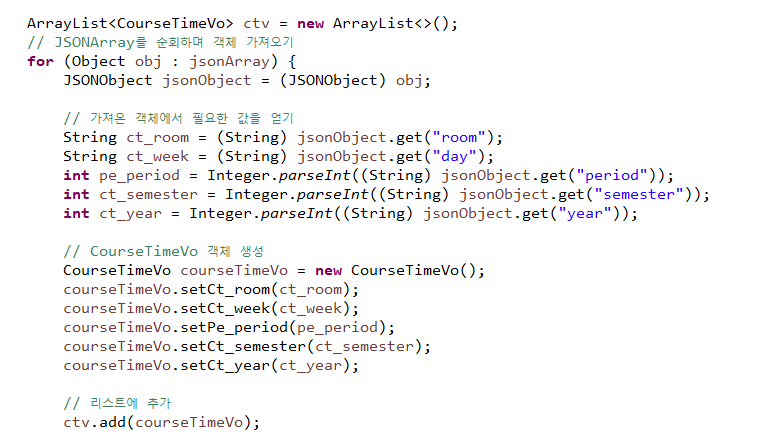 ArrayList<CourseTimeVo> ctv = new ArrayList<>();
// JSONArray를 순회하며 객체 가져오기
for (Object obj : jsonArray) {
    JSONObject jsonObject = (JSONObject) obj;

    // 가져온 객체에서 필요한 값을 얻기
    String ct_room = (String) jsonObject.get("room");
    String ct_week = (String) jsonObject.get("day");
    int pe_period = Integer.parseInt((String) jsonObject.get("period"));
    int ct_semester = Integer.parseInt((String) jsonObject.get("semester"));
    int ct_year = Integer.parseInt((String) jsonObject.get("year"));

    // CourseTimeVo 객체 생성
    CourseTimeVo courseTimeVo = new CourseTimeVo();
    courseTimeVo.setCt_room(ct_room);
    courseTimeVo.setCt_week(ct_week);
    courseTimeVo.setPe_period(pe_period);
    courseTimeVo.setCt_semester(ct_semester);
    courseTimeVo.setCt_year(ct_year);

    // 리스트에 추가
    ctv.add(courseTimeVo);